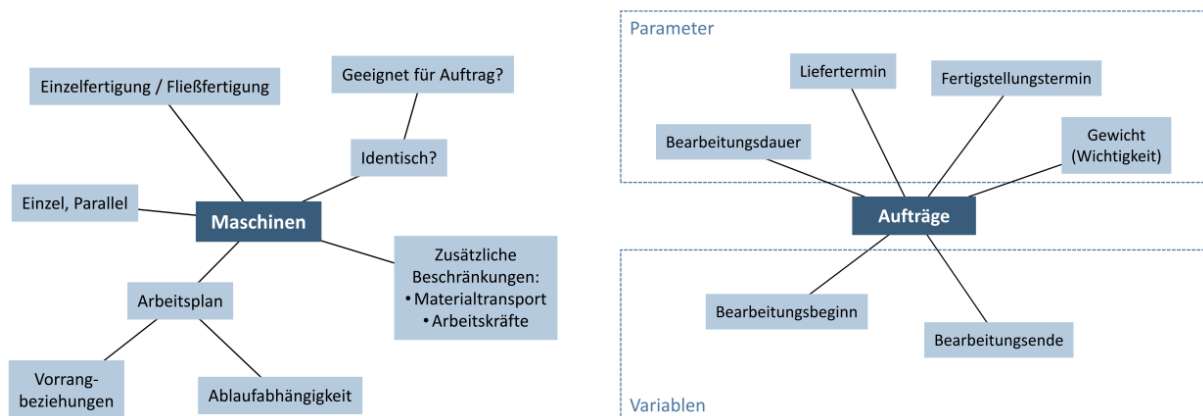 Einzelfertigung / Fließfertigung
Geeignet für Auftrag?
Identisch?
Einzel, Parallel
Maschinen
Zusätzliche
Beschränkungen:
• Materialtransport
• Arbeitskräfte
Arbeitsplan
Vorrang-
beziehungen
Ablaufabhängigkeit
Parameter
Liefertermin
Fertigstellungstermin
Bearbeitungsdauer
Gewicht
(Wichtigkeit)
Aufträge
Bearbeitungsbeginn
Bearbeitungsende
Variablen